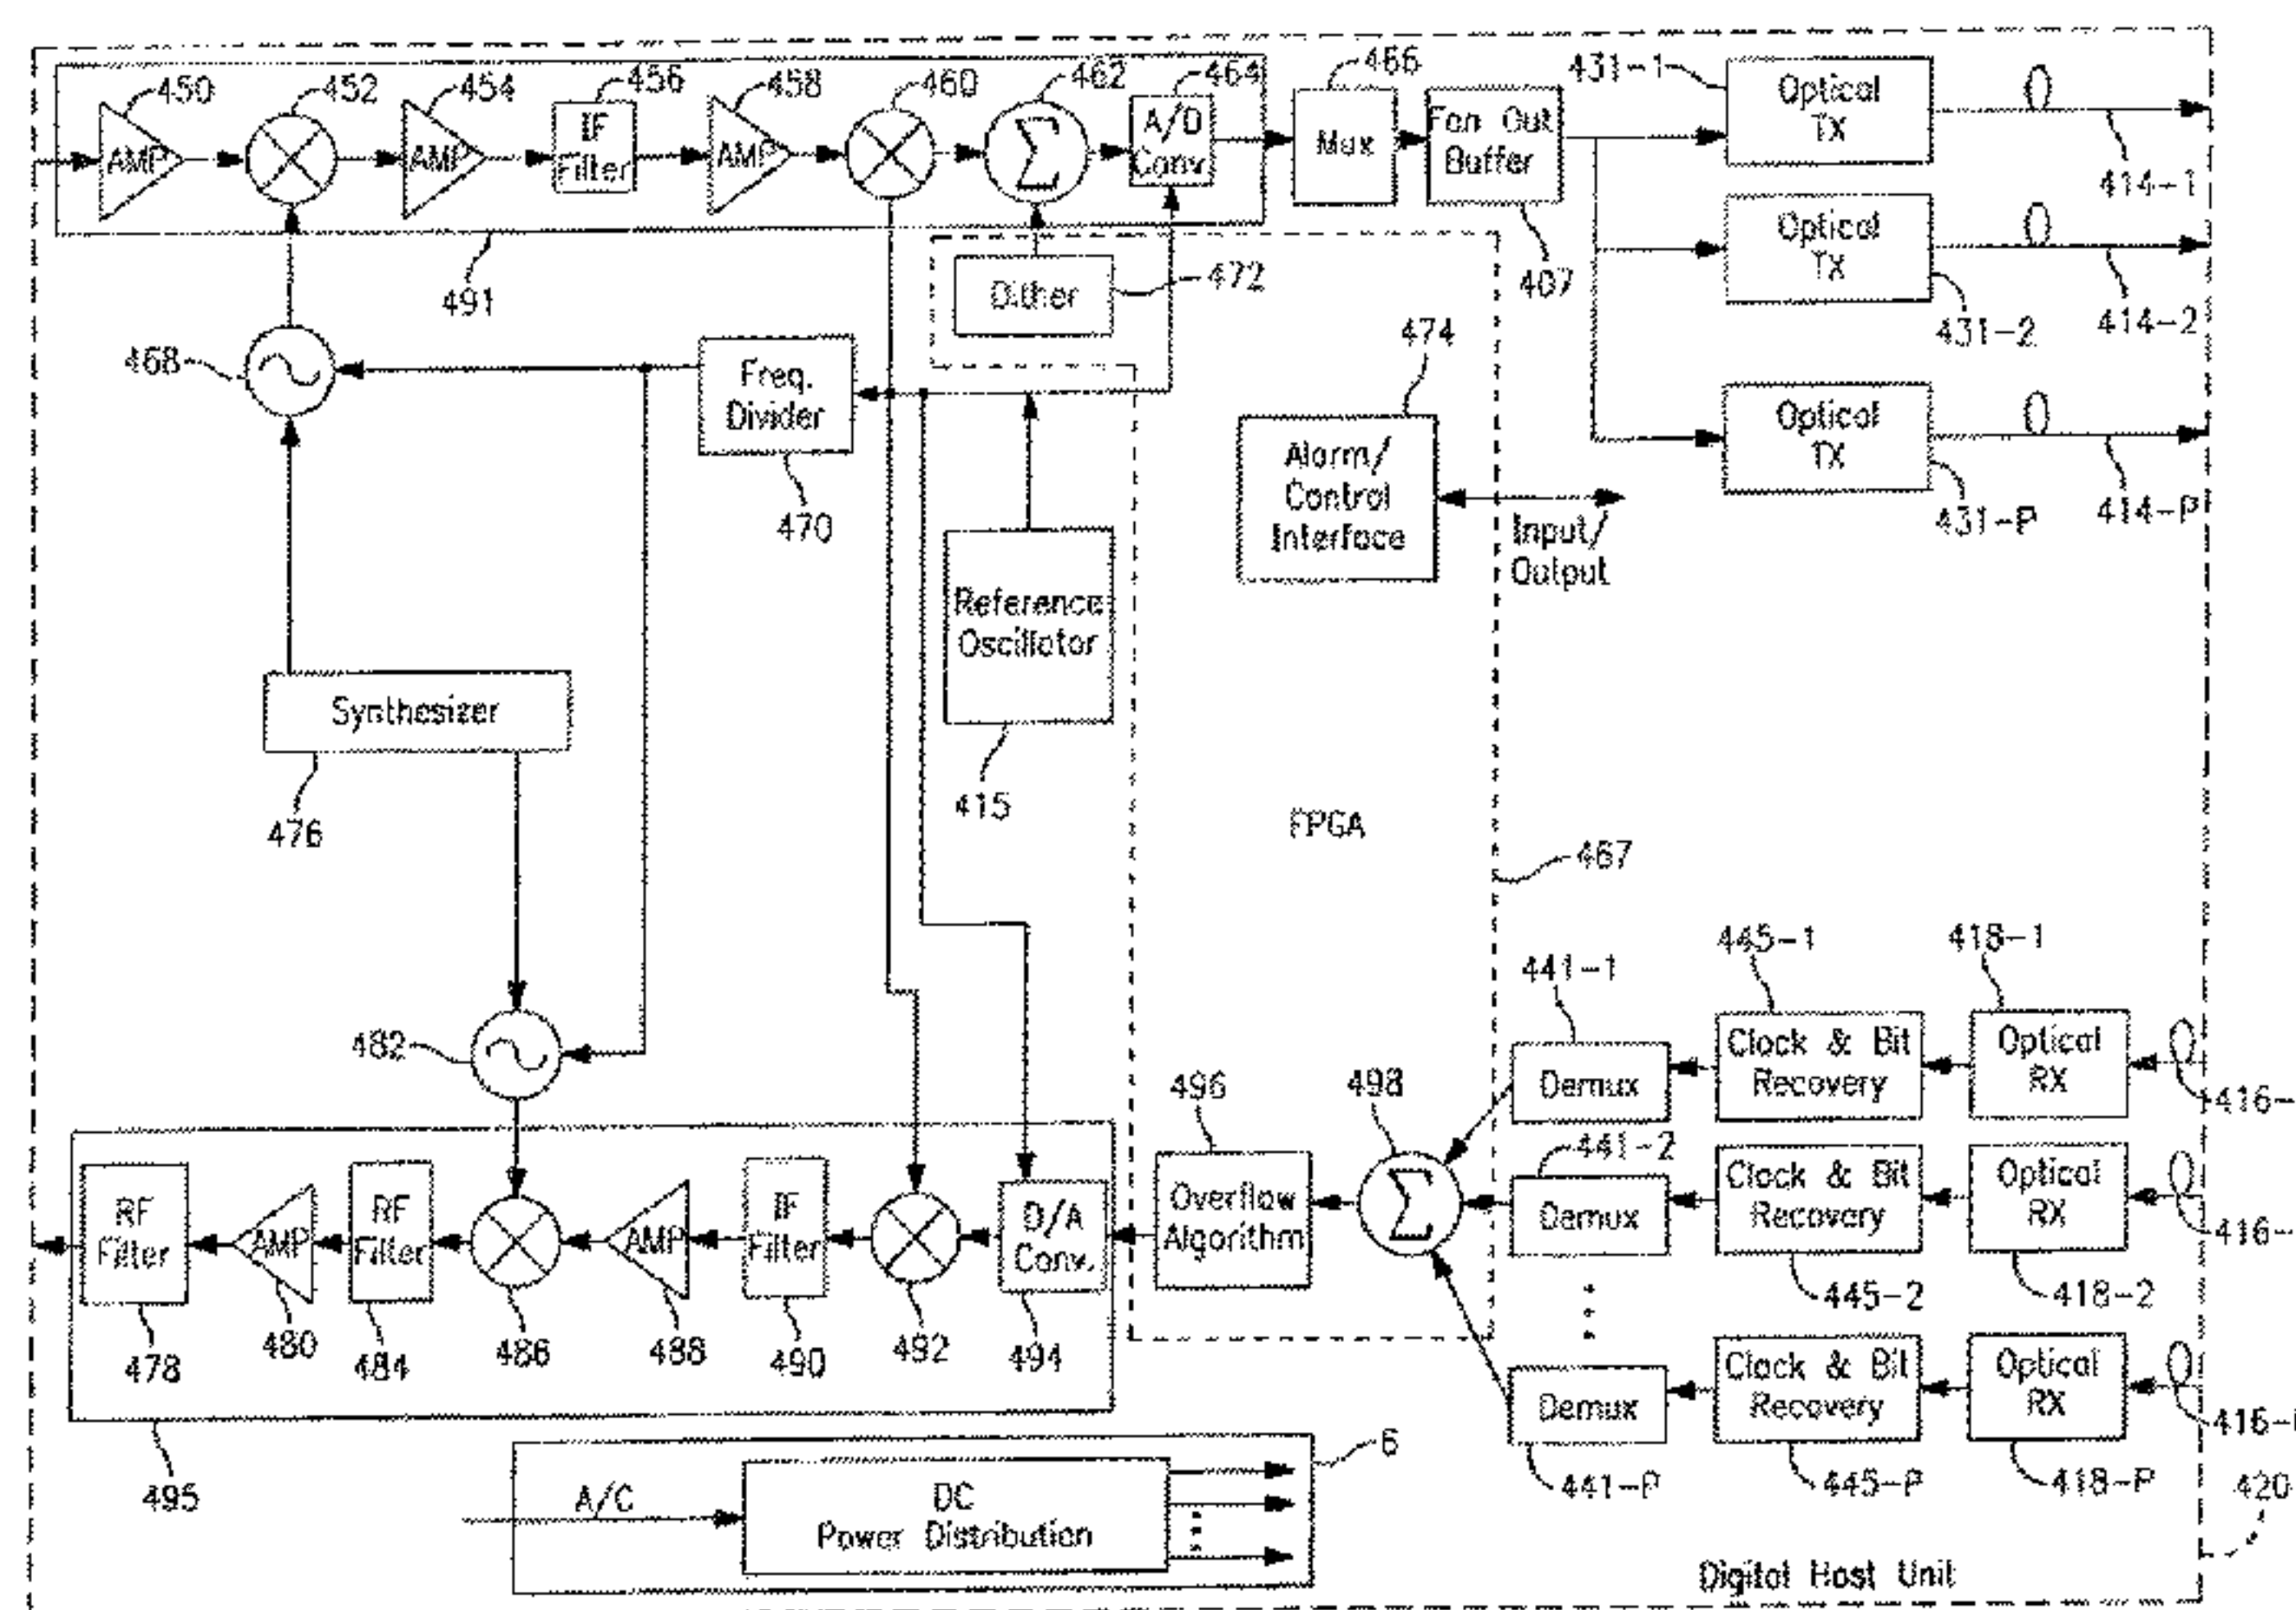 450
452
454
456
458
460
462
464
466
431-1
AMP
AMP
IF
Filter
AMP
Σ
A/D
Conv.
Mux
Fan Out
Buffer
Optical
TX
414-1
Optical
TX
491
Dither
472
407
431-2
414-2
468
Freq.
Divider
474
Optical
TX
470
Alarm/
Control
Interface
431-P
414-P
Input/
Output
Reference
Oscillator
Synthesizer
415
476
FPGA
467
445-1
418-1
441-1
482
Clock & Bit
Recovery
Optical
RX
496
498
Demux
416-
441-2
RF
Filter
AMP
RF
Filter
AMP
IF
Filter
D/A
Conv.
Overflow
Algorithm
Σ
Demux
Clock & Bit
Recovery
Optical
RX
416-
478
480
484
486
488
490
492
494
445-2
418-2
Demux
Clock & Bit
Recovery
Optical
RX
416-
495
6
441-P
445-P
418-P
420
A/C
DC
Power Distribution
Digital Host Unit